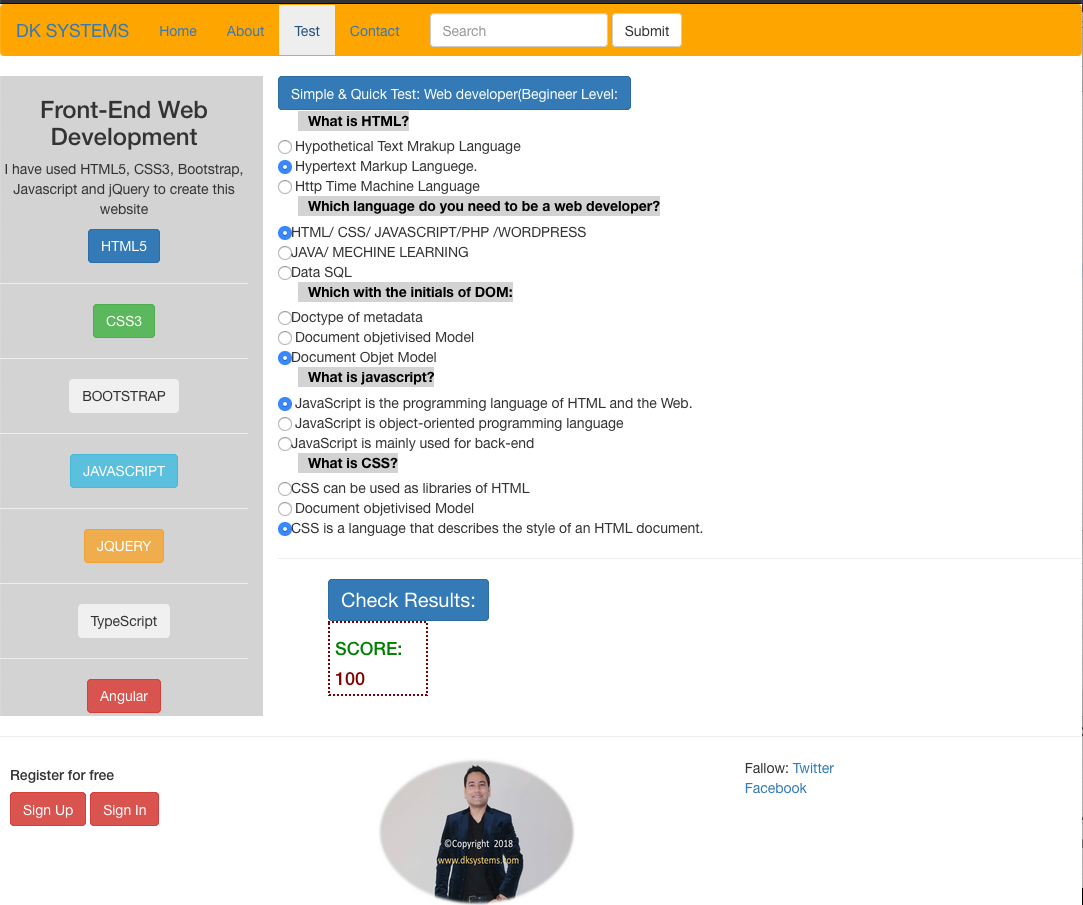 DK SYSTEMS Home About Test Contact Search Submit
Front-End Web
Development
I have used HTML5, CSS3, Bootstrap,
Javascript and jQuery to create this
website
HTML5
CSS3
BOOTSTRAP
JAVASCRIPT
JQUERY
TypeScript
Angular
Simple & Quick Test: Web developer(Begineer Level:
What is HTML?
Hypothetical Text Mrakup Language
Hypertext Markup Languege.
Http Time Machine Language
Which language do you need to be a web developer?
HTML/ CSS/ JAVASCRIPT/PHP /WORDPRESS
JAVA/ MECHINE LEARNING
Data SQL
Which with the initials of DOM:
Doctype of metadata
Document objetivised Model
Document Objet Model
What is javascript?
JavaScript is the programming language of HTML and the Web.
JavaScript is object-oriented programming language
JavaScript is mainly used for back-end
What is CSS?
CSS can be used as libraries of HTML
Document objetivised Model
CSS is a language that describes the style of an HTML document.
Check Results:
SCORE:
100
Register for free
Sign Up Sign In
©Copyright 2018
www.dksystems.com
Fallow: Twitter
Facebook